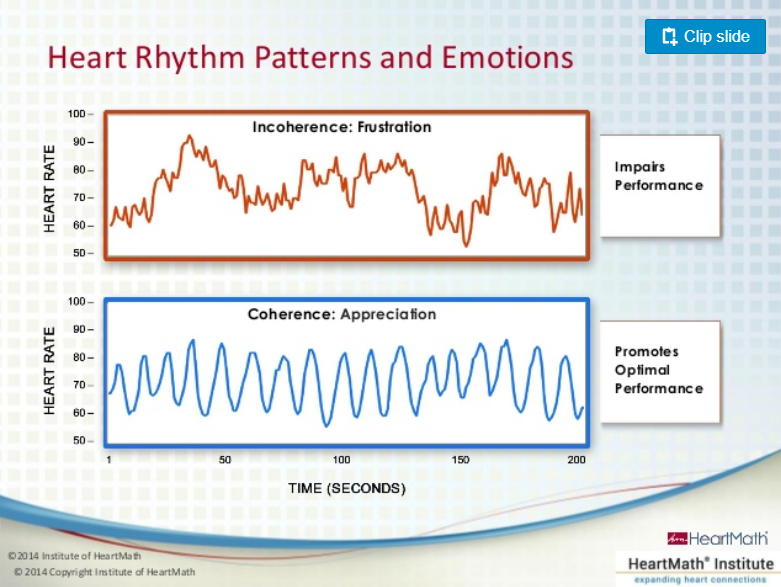 Clip slide
Heart Rhythm Patterns and Emotions
Incoherence: Frustration
HEART RATE
100
90
80
70
60
50
Impairs
Performance
Coherence: Appreciation
HEART RATE
100
90
80
70
60
50
Promotes
Optimal
Performance
1 50 100 150 200
TIME (SECONDS)
hm HeartMath®
© 2014 Institute of HeartMath
HeartMath® Institute
© 2014 Copyright Institute of HeartMath
expanding heart connections